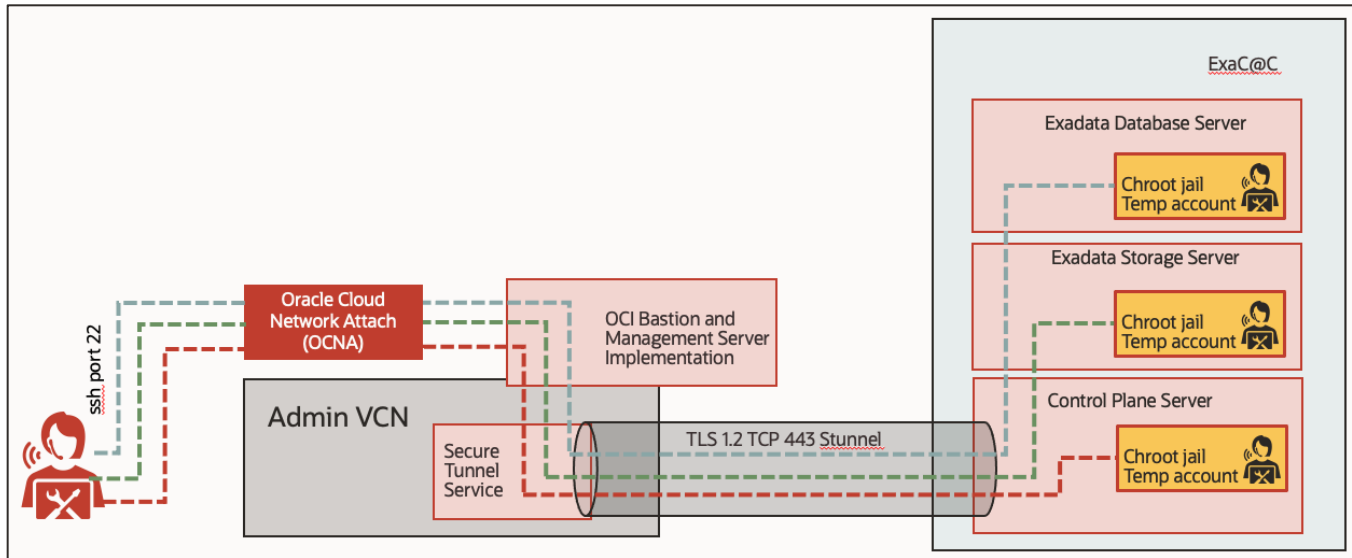 ExaC@C
Exadata Database Server
Chroot jail
Temp account
Exadata Storage Server
Chroot jail
Temp account
Control Plane Server
Chroot jail
Temp account
ssh port 22
Oracle Cloud
Network Attach
(OCNA)
OCI Bastion and
Management Server
Implementation
Admin VCN
Secure
Tunnel
Service
TLS 1.2 TCP 443 Stunnel